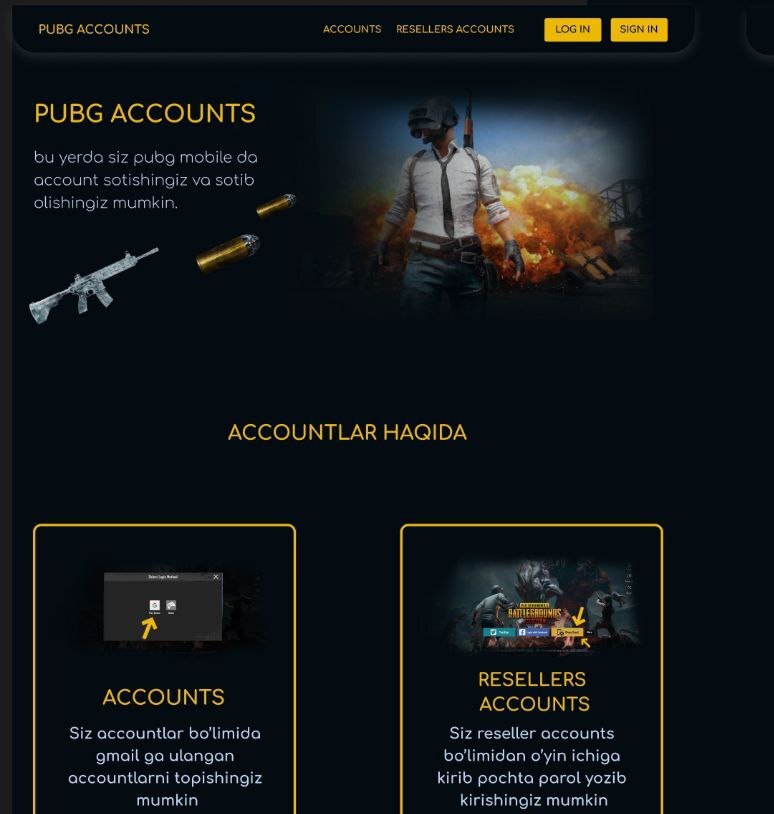 PUBG ACCOUNTS
ACCOUNTS
RESELLERS ACCOUNTS
LOG IN
SIGN IN
PUBG ACCOUNTS
bu yerda siz pubg mobile da
account sotishingiz va sotib
olishingiz mumkin.
ACCOUNTLAR HAQIDA
BATTLEGROUNDS
ACCOUNTS
Siz accountlar bo'limida
gmail ga ulangan
accountlarni topishingiz
mumkin
RESELLERS
ACCOUNTS
Siz reseller accounts
bo'limidan o'yin ichiga
kirib pochta parol yozib
kirishingiz mumkin